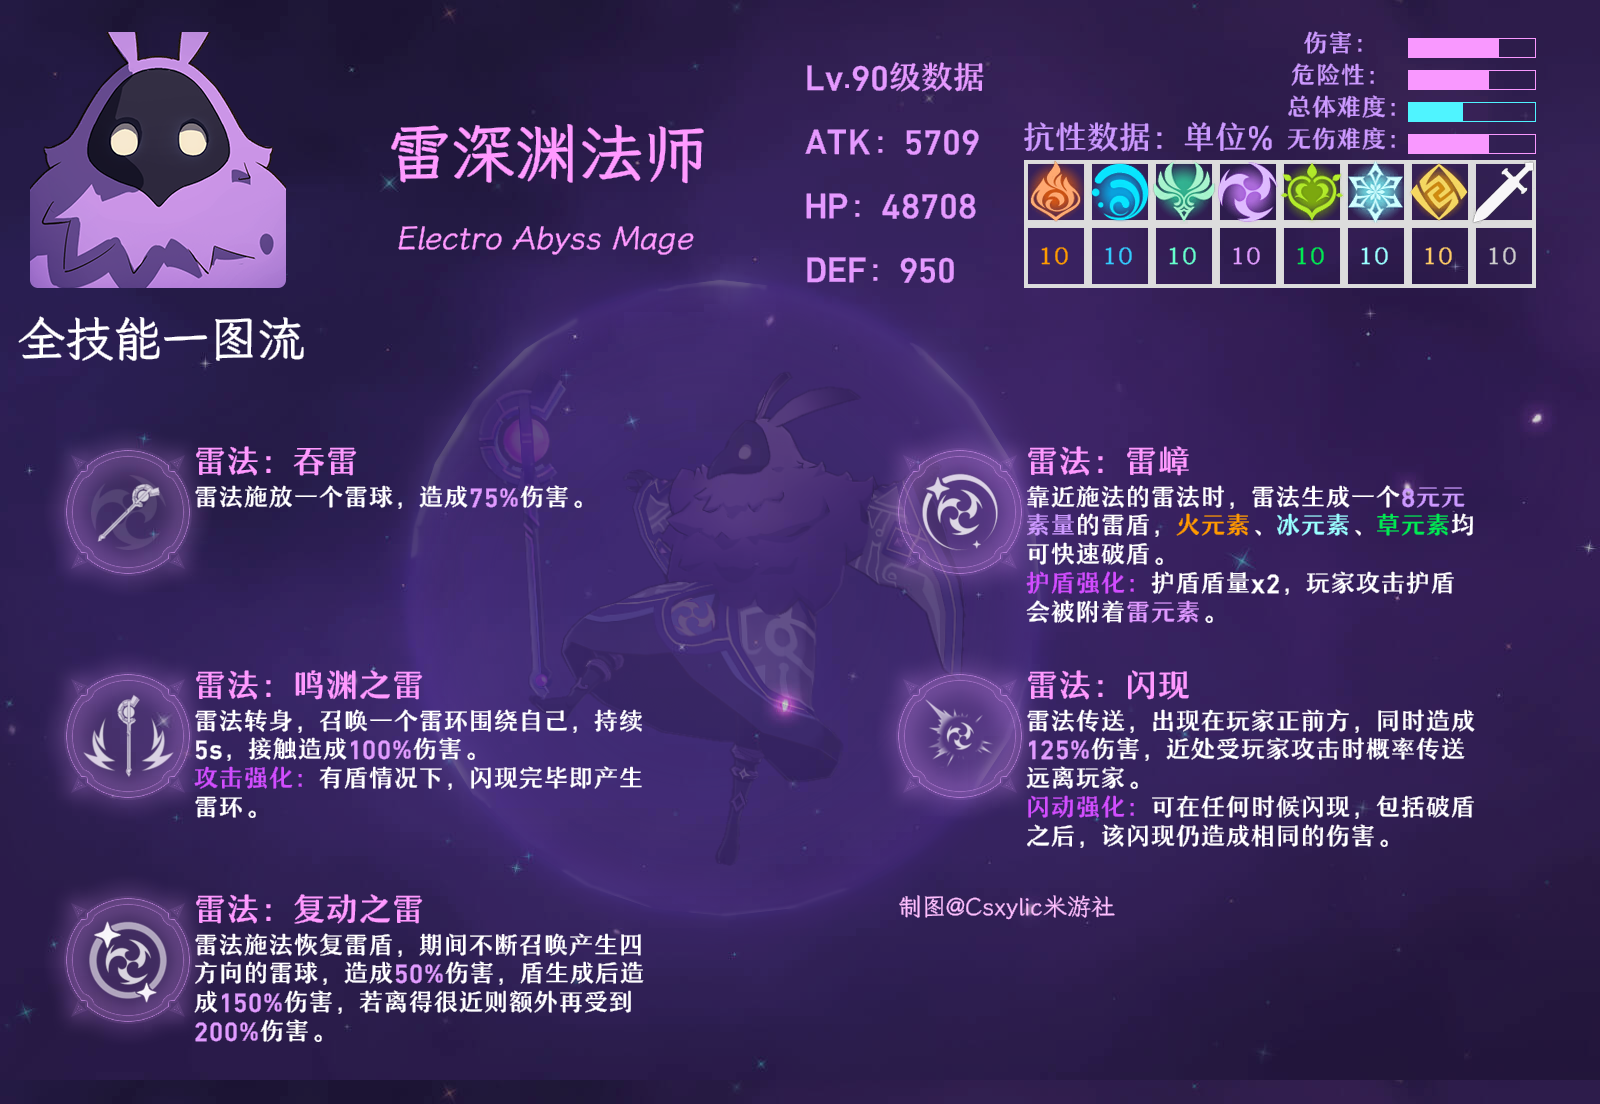 雷深渊法师
Electro Abyss Mage
全技能一图流
Lv.90级数据
ATK：5709
HP：48708
DEF：950
伤害：
危险性：
总体难度：
无伤难度：
抗性数据：单位%
10 10 10 10 10 10 10 10
雷法：吞雷
雷法施放一个雷球，造成75%伤害。
雷法：鸣渊之雷
雷法转身，召唤一个雷环围绕自己，持续
5s，接触造成100%伤害。
攻击强化：有盾情况下，闪现完毕即产生
雷环。
雷法：复动之雷
雷法施法恢复雷盾，期间不断召唤产生四
方向的雷球，造成50%伤害，盾生成后造
成150%伤害，若离得很近则额外再受到
200%伤害。
雷法：雷嶂
靠近施法的雷法时，雷法生成一个8元元
素量的雷盾，火元素、冰元素、草元素均
可快速破盾。
护盾强化：护盾盾量x2，玩家攻击护盾
会被附着雷元素。
雷法：闪现
雷法传送，出现在玩家正前方，同时造成
125%伤害，近处受玩家攻击时概率传送
远离玩家。
闪动强化：可在任何时候闪现，包括破盾
之后，该闪现仍造成相同的伤害。
制图@Csxylic米游社